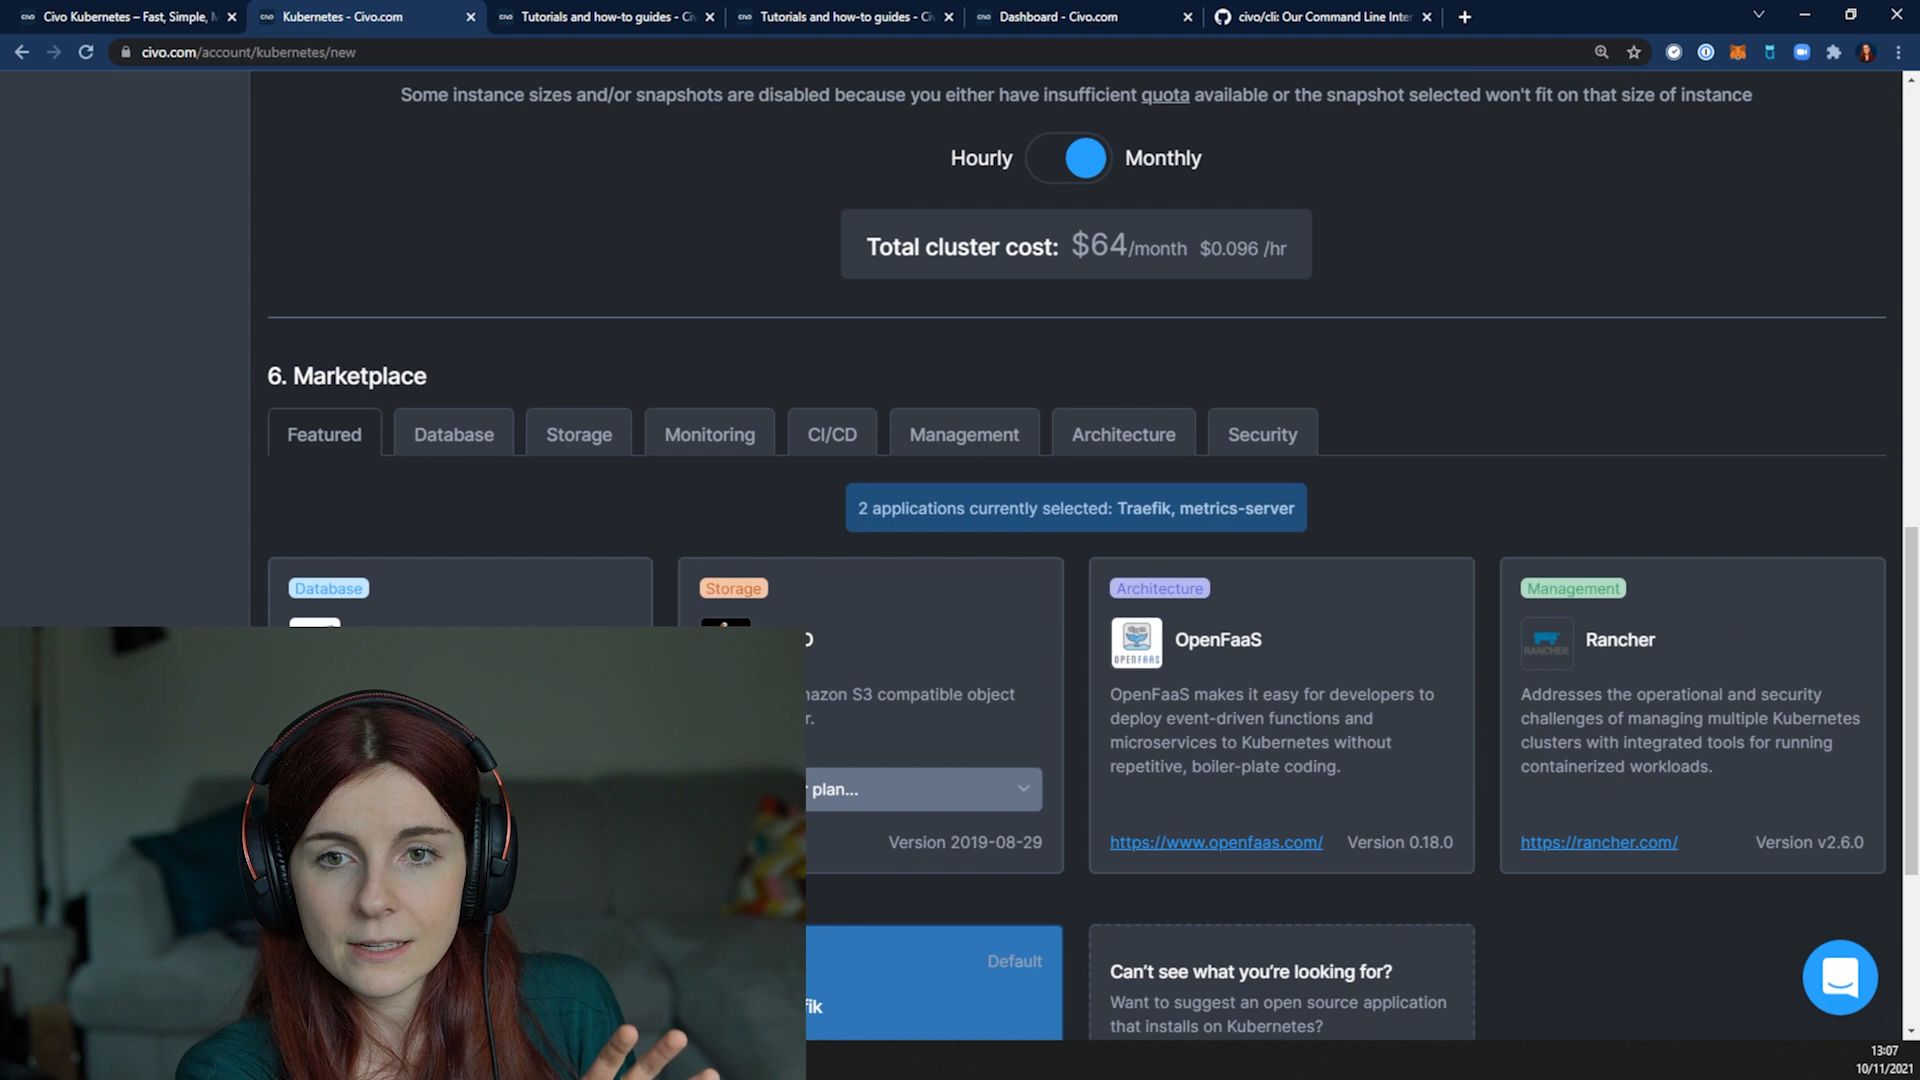 Civo Kubernetes – Fast, Simple, M
Kubernetes - Civo.com
Tutorials and how-to guides - Ci
Tutorials and how-to guides - Ci
Dashboard - Civo.com
civo/cli: Our Command Line Inter
civo.com/account/kubernetes/new
Some instance sizes and/or snapshots are disabled because you either have insufficient quota available or the snapshot selected won't fit on that size of instance
Hourly Monthly
Total cluster cost: $64/month $0.096 /hr
6. Marketplace
Featured Database Storage Monitoring CI/CD Management Architecture Security
2 applications currently selected: Traefik, metrics-server
Database
Storage
azon S3 compatible object
r.
plan...
Version 2019-08-29
Architecture
OPENFAAS
OpenFaaS
OpenFaaS makes it easy for developers to
deploy event-driven functions and
microservices to Kubernetes without
repetitive, boiler-plate coding.
https://www.openfaas.com/ Version 0.18.0
Management
RANCHER
Rancher
Addresses the operational and security
challenges of managing multiple Kubernetes
clusters with integrated tools for running
containerized workloads.
https://rancher.com/ Version v2.6.0
Default
fik
Can't see what you're looking for?
Want to suggest an open source application
that installs on Kubernetes?
13:07
10/11/2021